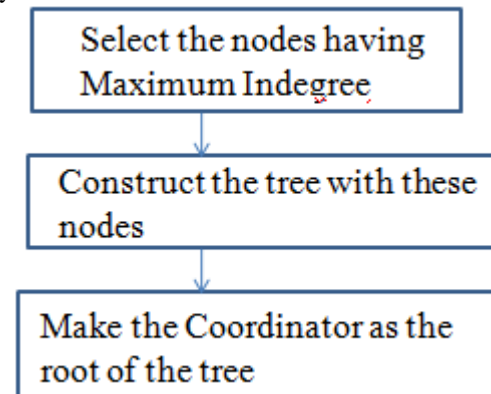 Select the nodes having
Maximum Indegree
Construct the tree with these
nodes
Make the Coordinator as the
root of the tree